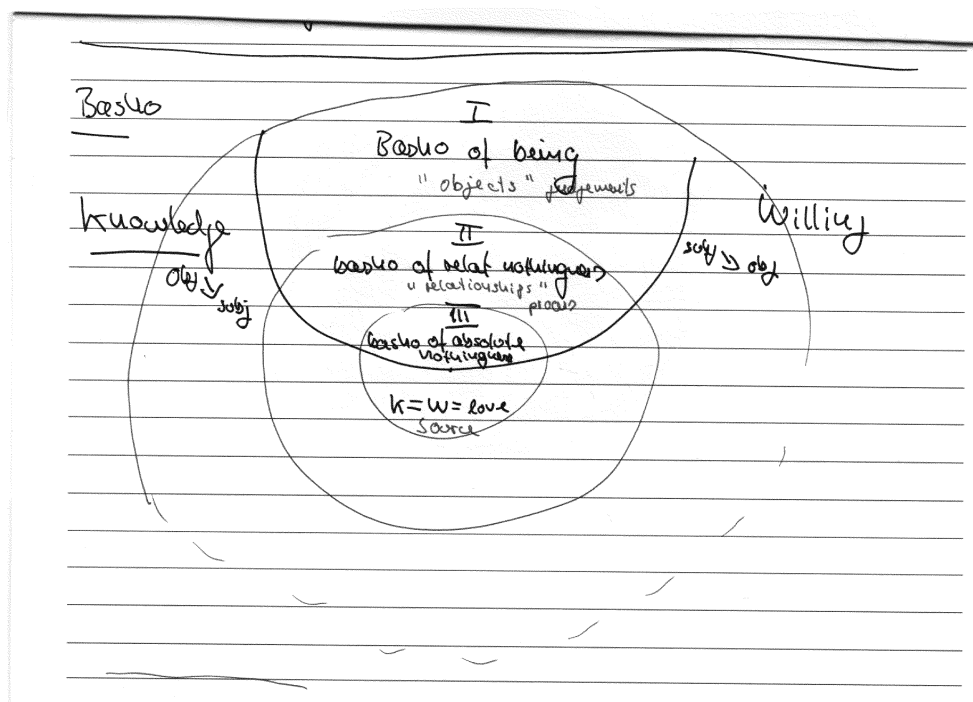 Basho
I
Basho of being
"objects" judgements
Knowledge
obj ↘ subj
Willing
subj ↘ obj
II
basho of relat nothingness
"relationships"
process
III
basho of absolute
nothingness
K = W = love
Source